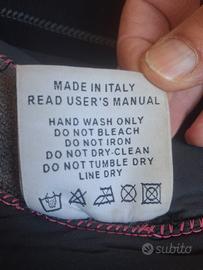 MADE IN ITALY
READ USER'S MANUAL
HAND WASH ONLY
DO NOT BLEACH
DO NOT IRON
DO NOT DRY-CLEAN
DO NOT TUMBLE DRY
LINE DRY
subito